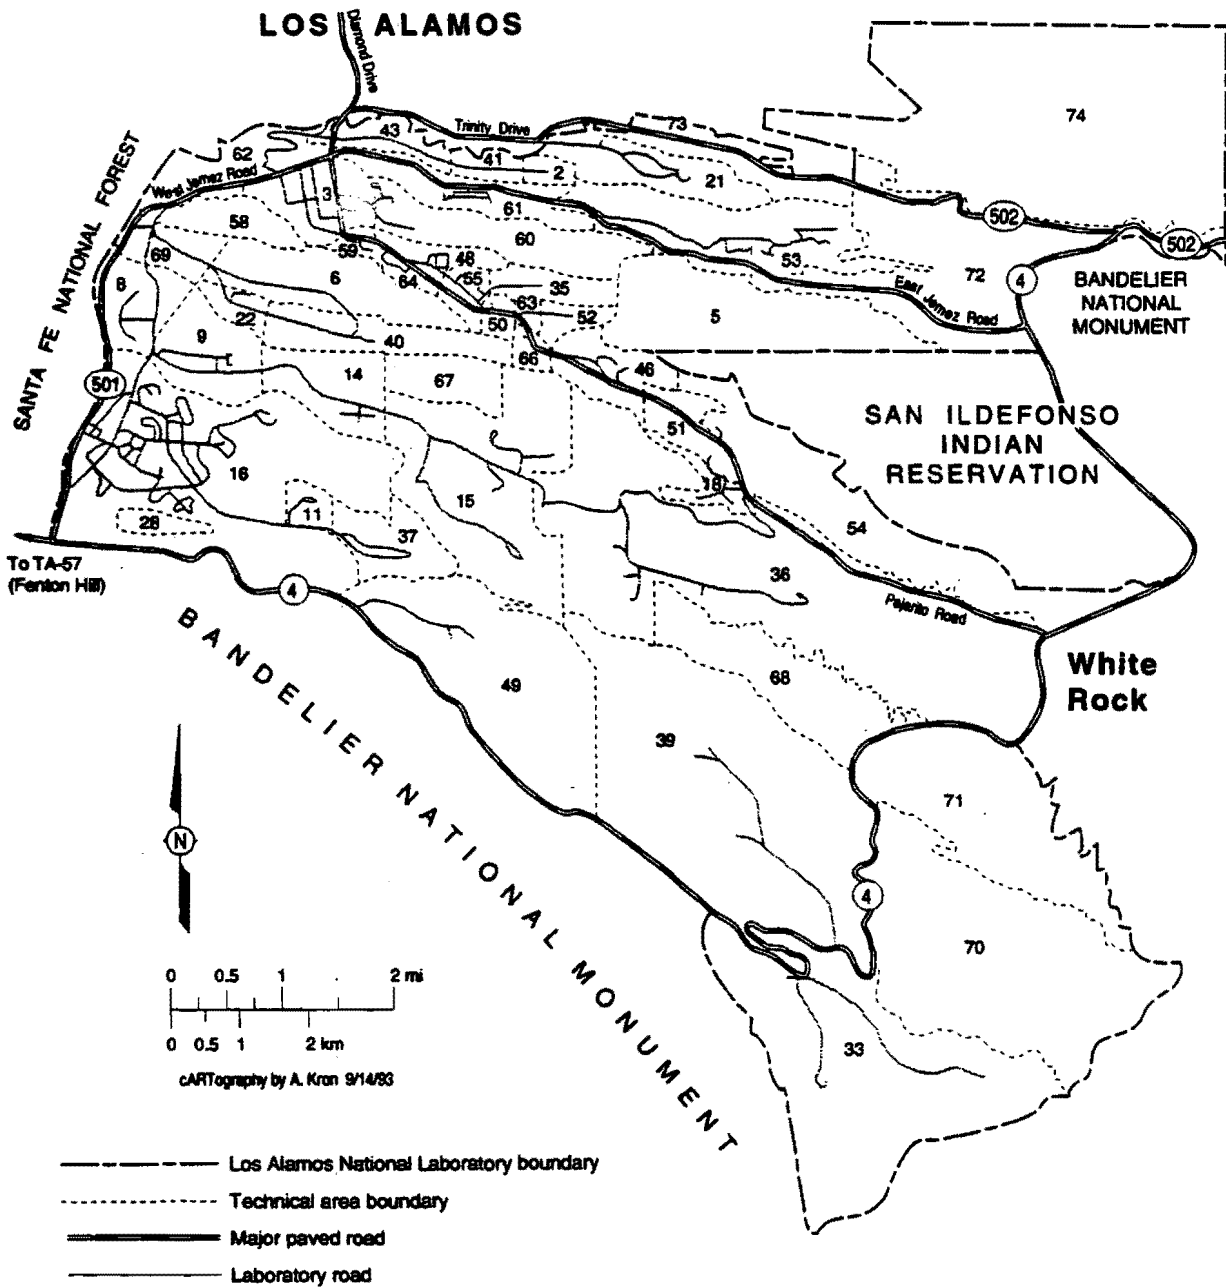 LOS ALAMOS
Diamond Drive
74
43
Trinity Drive
73
62
41
2
21
West Jemez Road
3
SANTA FE NATIONAL FOREST
58
61
502
60
502
59
48
53
69
64
55
6
35
72
4
BANDELIER
NATIONAL
MONUMENT
8
22
63
52
East Jemez Road
5
50
9
40
66
14
67
46
501
SAN ILDEFONSO
INDIAN
RESERVATION
51
16
18
15
11
28
37
54
To TA-57
(Fenton Hill)
36
4
Pajarito Road
BANDELIER NATIONAL MONUMENT
White
Rock
68
49
39
71
N
4
70
0 0.5 1 2 mi
0 0.5 1 2 km
33
cARTography by A. Kron 9/14/93
Los Alamos National Laboratory boundary
Technical area boundary
Major paved road
Laboratory road